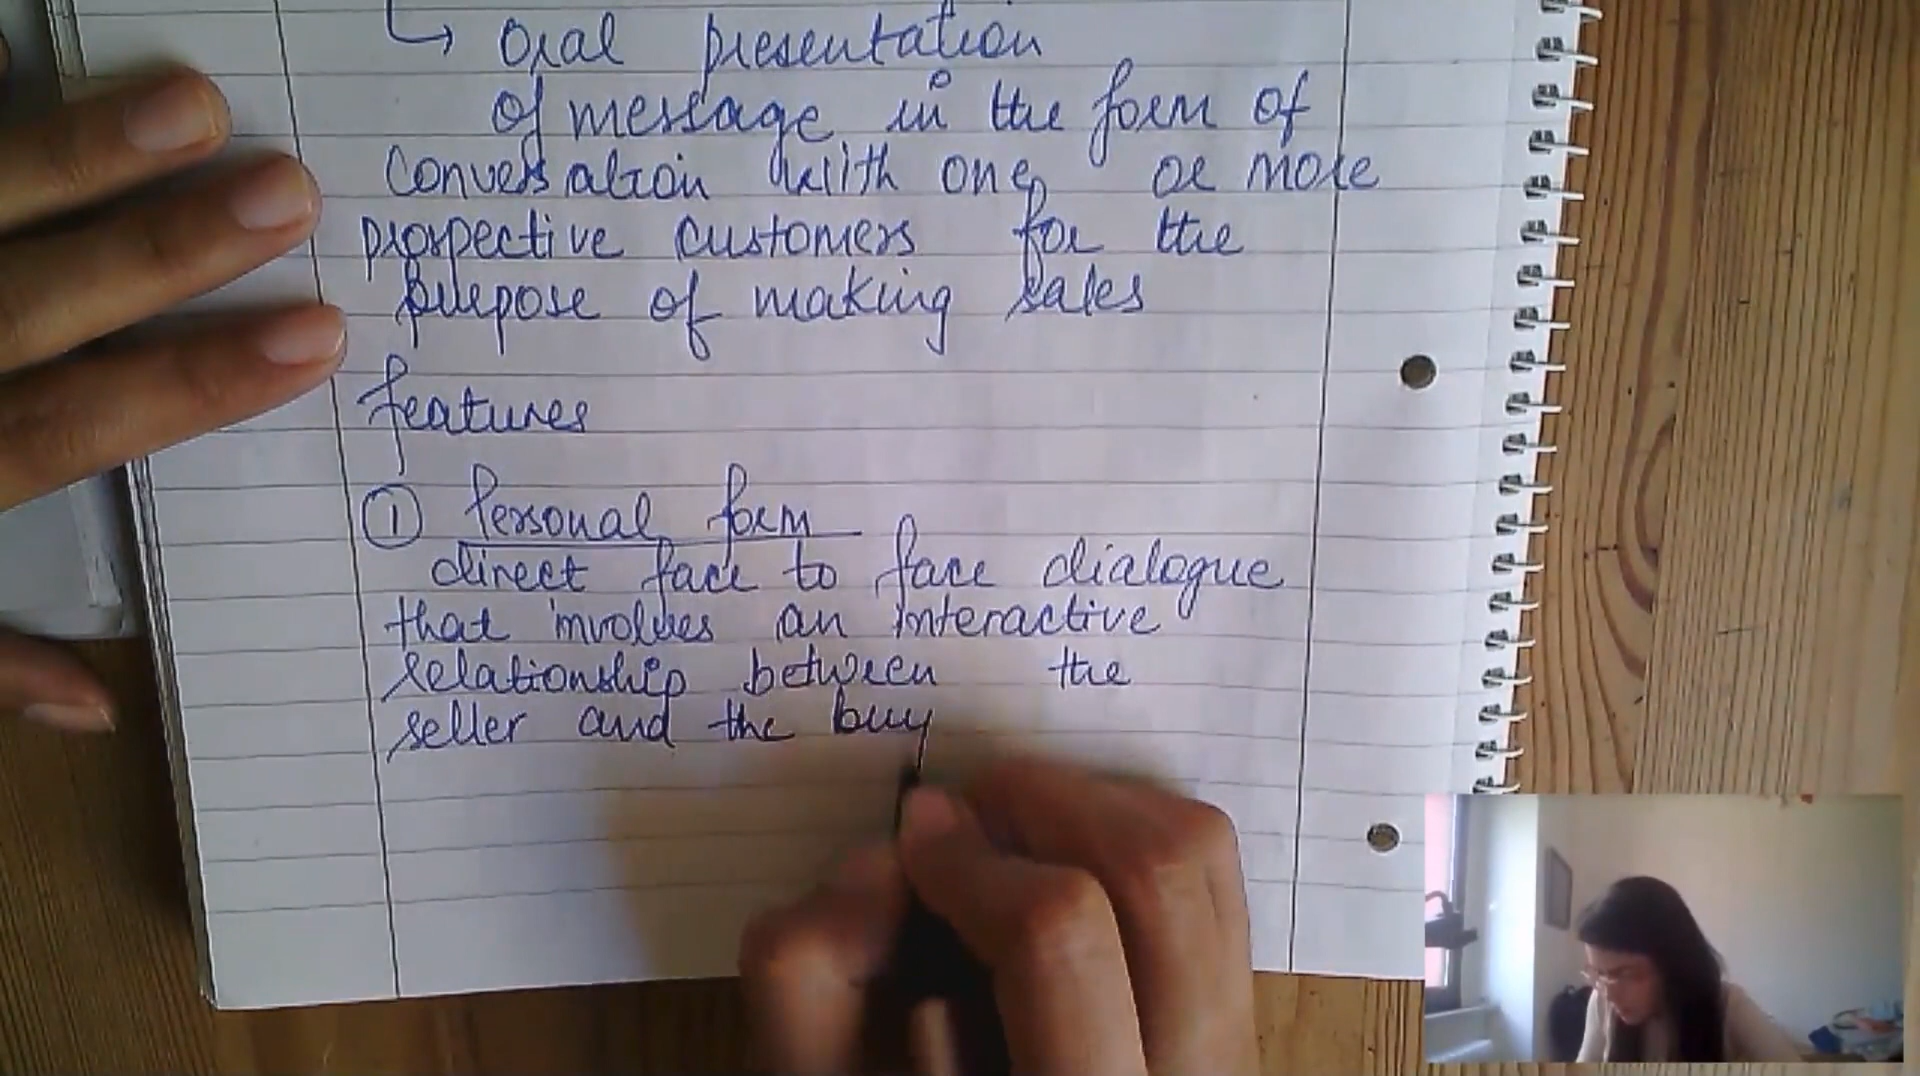 ↳ Oral presentation
of message in the form of
conversation with one or more
prospective customers for the
purpose of making sales
features
① Personal form
direct face to face dialogue
that involves an interactive
relationship between the
seller and the buy